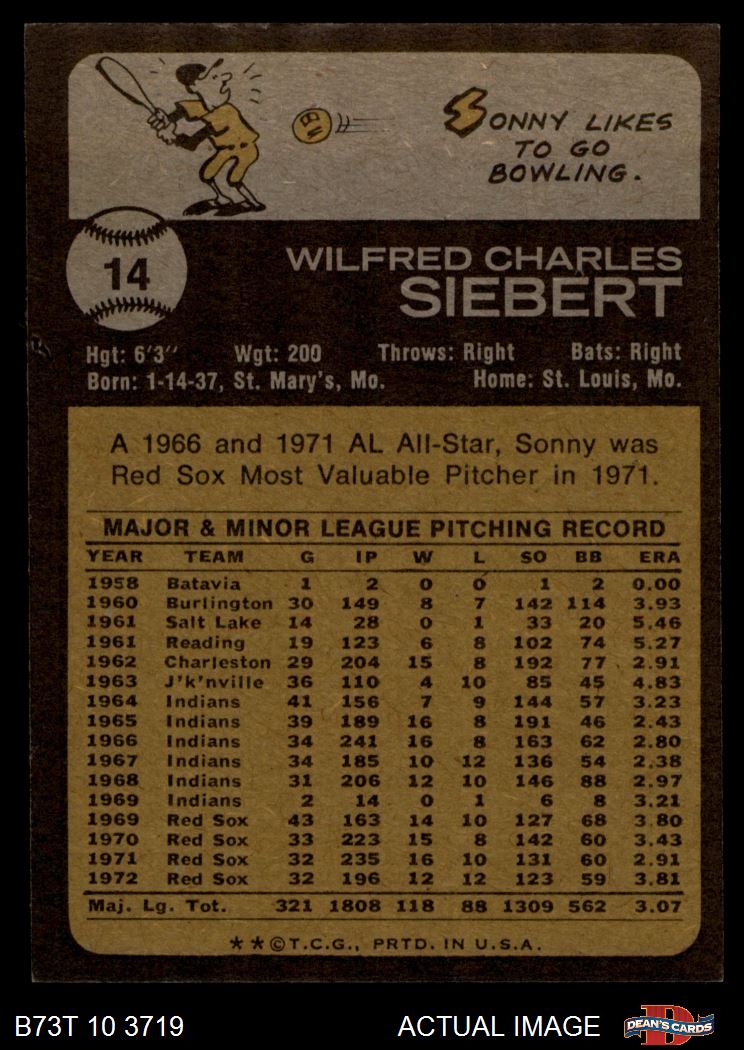 SONNY LIKES
TO GO
BOWLING.
14
WILFRED CHARLES
SIEBERT
Hgt: 6'3" Wgt: 200 Throws: Right Bats: Right
Born: 1-14-37, St. Mary's, Mo. Home: St. Louis, Mo.
A 1966 and 1971 AL All-Star, Sonny was
Red Sox Most Valuable Pitcher in 1971.
MAJOR & MINOR LEAGUE PITCHING RECORD
YEAR TEAM G IP W L SO BB ERA
1958 Batavia 1 2 0 0 1 2 0.00
1960 Burlington 30 149 8 7 142 114 3.93
1961 Salt Lake 14 28 0 1 33 20 5.46
1961 Reading 19 123 6 8 102 74 5.27
1962 Charleston 29 204 15 8 192 77 2.91
1963 J'k'nville 36 110 4 10 85 45 4.83
1964 Indians 41 156 7 9 144 57 3.23
1965 Indians 39 189 16 8 191 46 2.43
1966 Indians 34 241 16 8 163 62 2.80
1967 Indians 34 185 10 12 136 54 2.38
1968 Indians 31 206 12 10 146 88 2.97
1969 Indians 2 14 0 1 6 8 3.21
1969 Red Sox 43 163 14 10 127 68 3.80
1970 Red Sox 33 223 15 8 142 60 3.43
1971 Red Sox 32 235 16 10 131 60 2.91
1972 Red Sox 32 196 12 12 123 59 3.81
Maj. Lg. Tot. 321 1808 118 88 1309 562 3.07
★★©T.C.G., PRTD. IN U.S.A.
B73T 10 3719 ACTUAL IMAGE D DEAN'S CARDS